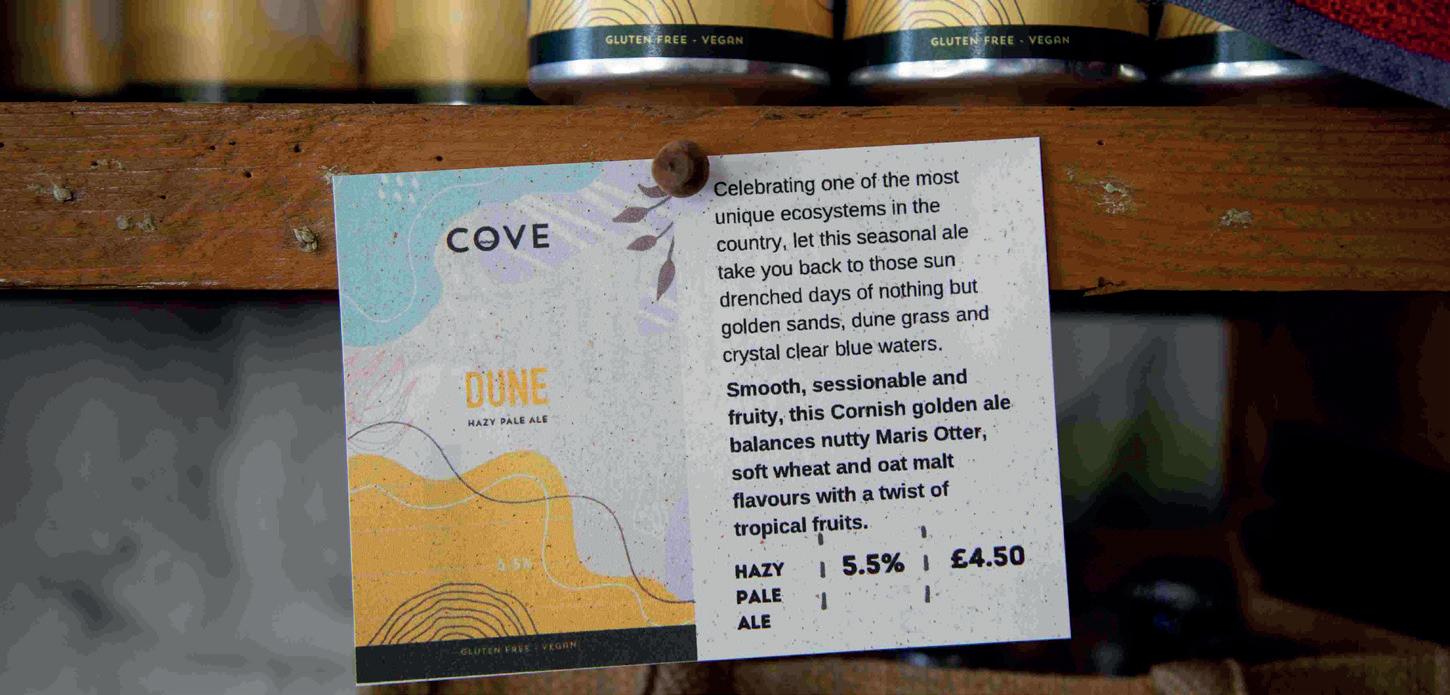 GLUTEN FREE - VEGAN
GLUTEN FREE - VEGAN
COVE
DUNE
HAZY PALE ALE
5.5%
GLUTEN FREE - VEGAN
Celebrating one of the most
unique ecosystems in the
country, let this seasonal ale
take you back to those sun
drenched days of nothing but
golden sands, dune grass and
crystal clear blue waters.
Smooth, sessionable and
fruity, this Cornish golden ale
balances nutty Maris Otter,
soft wheat and oat malt
flavours with a twist of
tropical fruits.
HAZY
PALE
ALE
5.5%
£4.50